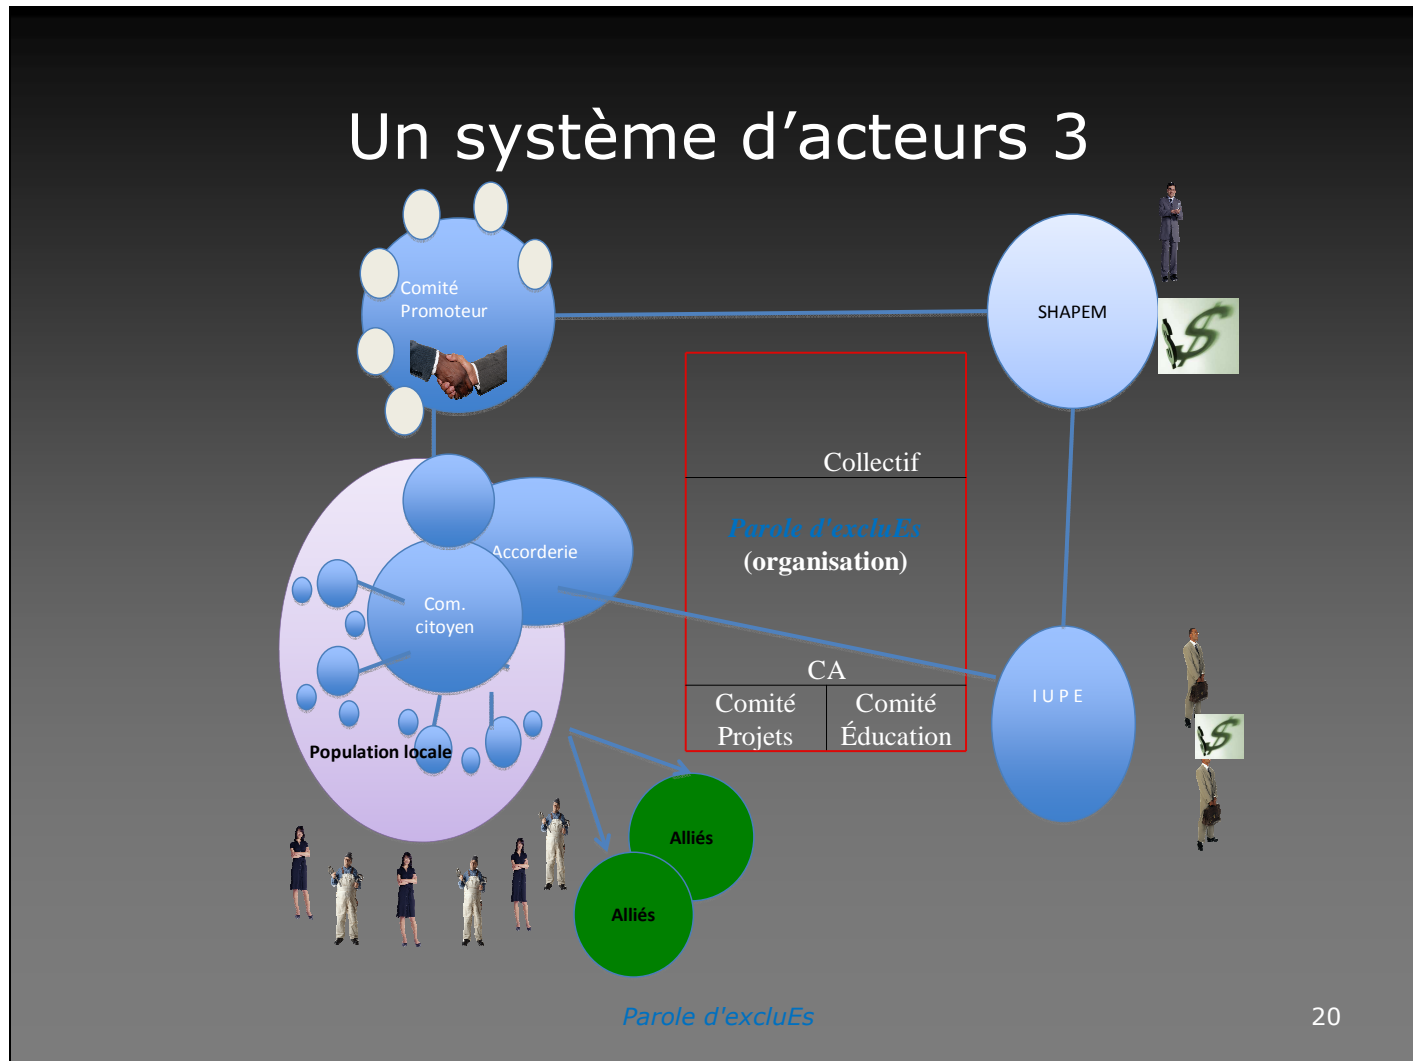 Un système d’acteurs 3
Comité
Promoteur
SHAPEM
Collectif
Parole d'excluEs
(organisation)
Accorderie
Com.
citoyen
CA
Comité
Projets
Comité
Éducation
I U P E
Population locale
Alliés
Alliés
Parole d'excluEs
20